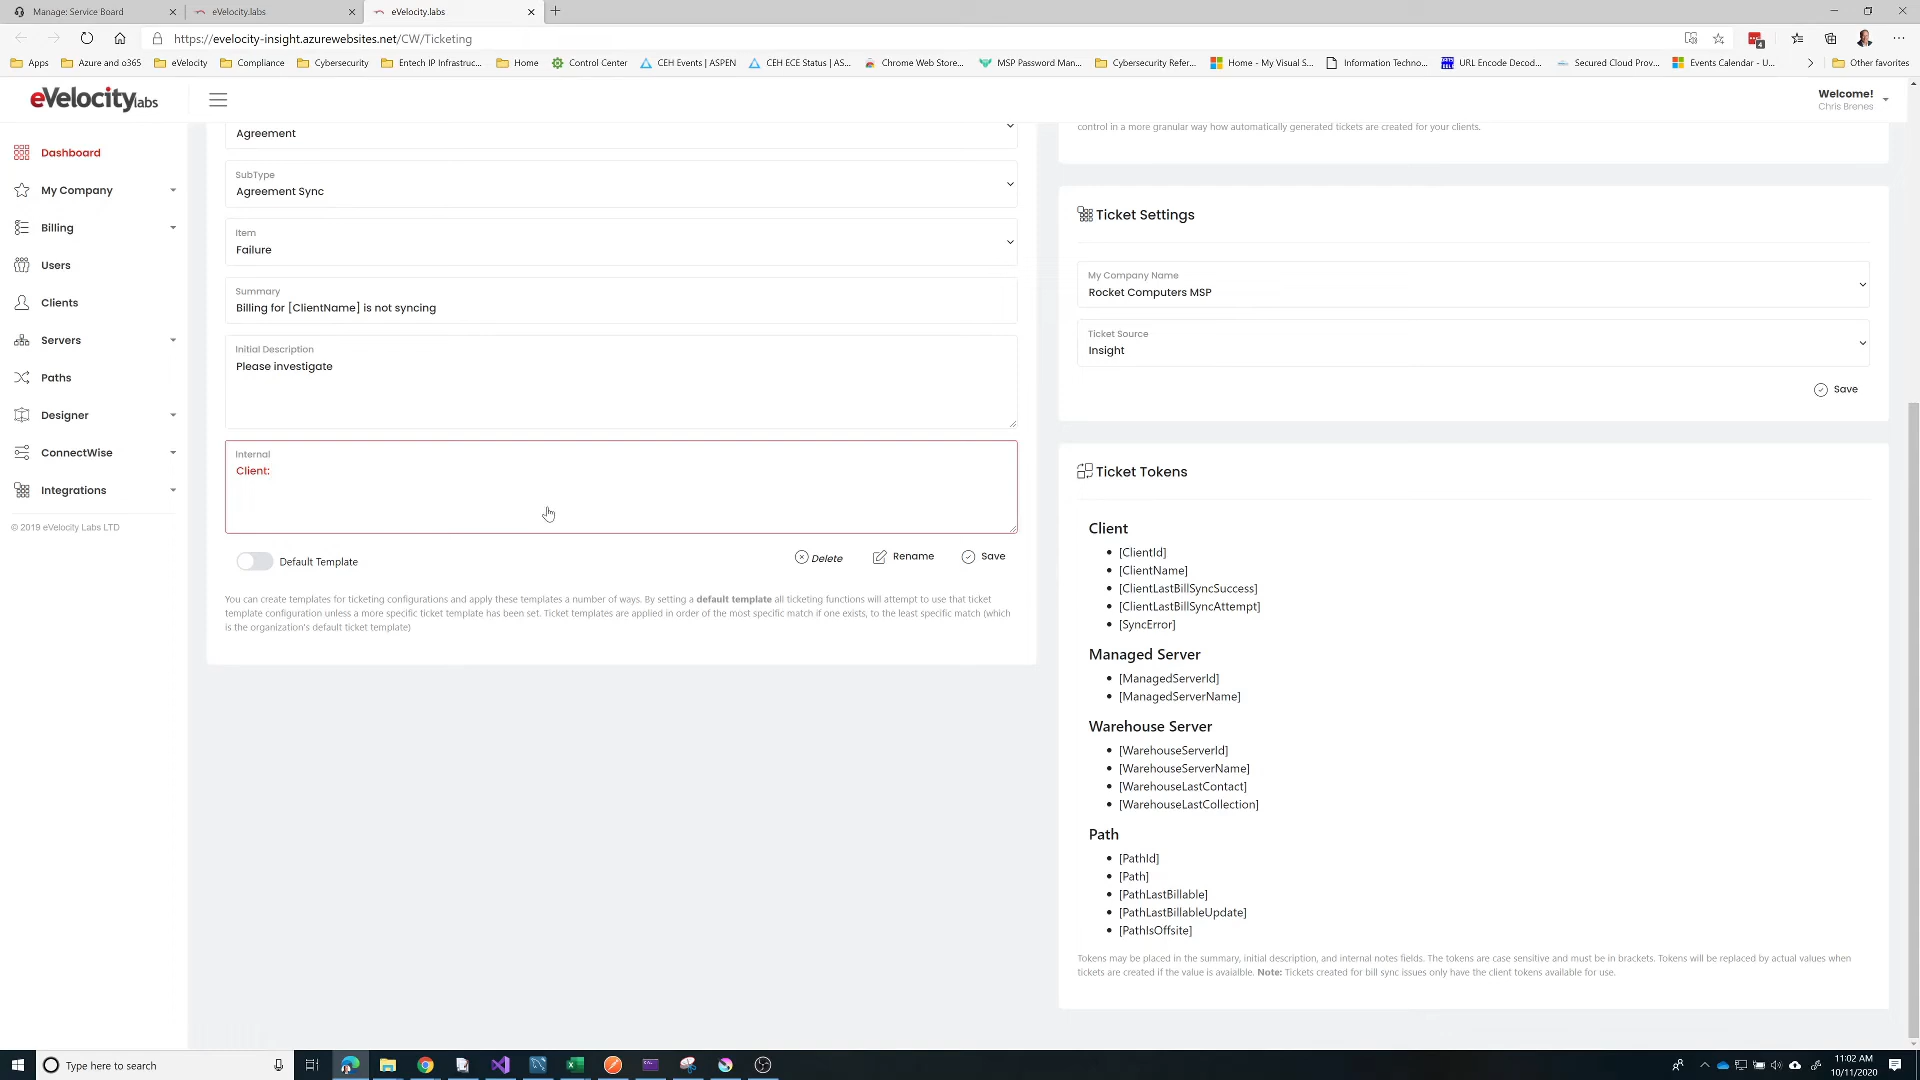 Manage: Service Board
eVelocity.labs
eVelocity.labs
https://evelocity-insight.azurewebsites.net/CW/Ticketing
4
Apps
Azure and o365
eVelocity
Compliance
Cybersecurity
Entech IP Infrastruc...
Home
Control Center
CEH Events | ASPEN
CEH ECE Status | AS...
Chrome Web Store...
MSP Password Man...
Cybersecurity Refer...
Home - My Visual S...
Information Techno...
URL Encode Decod...
Secured Cloud Prov...
Events Calendar - U...
Other favorites
eVelocitylabs
Welcome!
Chris Brenes
Dashboard
My Company
Billing
Users
Clients
Servers
Paths
Designer
ConnectWise
Integrations
© 2019 eVelocity Labs LTD
Agreement
SubType
Agreement Sync
Item
Failure
Summary
Billing for [ClientName] is not syncing
Initial Description
Please investigate
Internal
Client:
Default Template
Delete
Rename
Save
You can create templates for ticketing configurations and apply these templates a number of ways. By setting a default template all ticketing functions will attempt to use that ticket
template configuration unless a more specific ticket template has been set. Ticket templates are applied in order of the most specific match if one exists, to the least specific match (which
is the organization's default ticket template)
control in a more granular way how automatically generated tickets are created for your clients.
Ticket Settings
My Company Name
Rocket Computers MSP
Ticket Source
Insight
Save
Ticket Tokens
Client
[ClientId]
[ClientName]
[ClientLastBillSyncSuccess]
[ClientLastBillSyncAttempt]
[SyncError]
Managed Server
[ManagedServerId]
[ManagedServerName]
Warehouse Server
[WarehouseServerId]
[WarehouseServerName]
[WarehouseLastContact]
[WarehouseLastCollection]
Path
[PathId]
[Path]
[PathLastBillable]
[PathLastBillableUpdate]
[PathIsOffsite]
Tokens may be placed in the summary, initial description, and internal notes fields. The tokens are case sensitive and must be in brackets. Tokens will be replaced by actual values when
tickets are created if the value is avaialble. Note: Tickets created for bill sync issues only have the client tokens available for use.
Type here to search
11:02 AM
10/11/2020